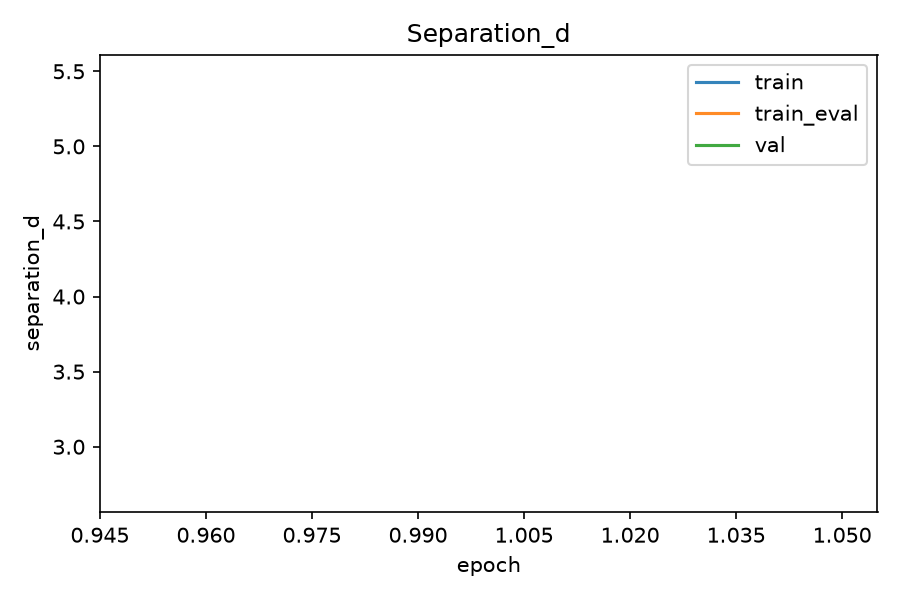 Separation_d
train
train_eval
val
5.5
5.0
4.5
4.0
3.5
3.0
separation_d
0.945 0.960 0.975 0.990 1.005 1.020 1.035 1.050
epoch